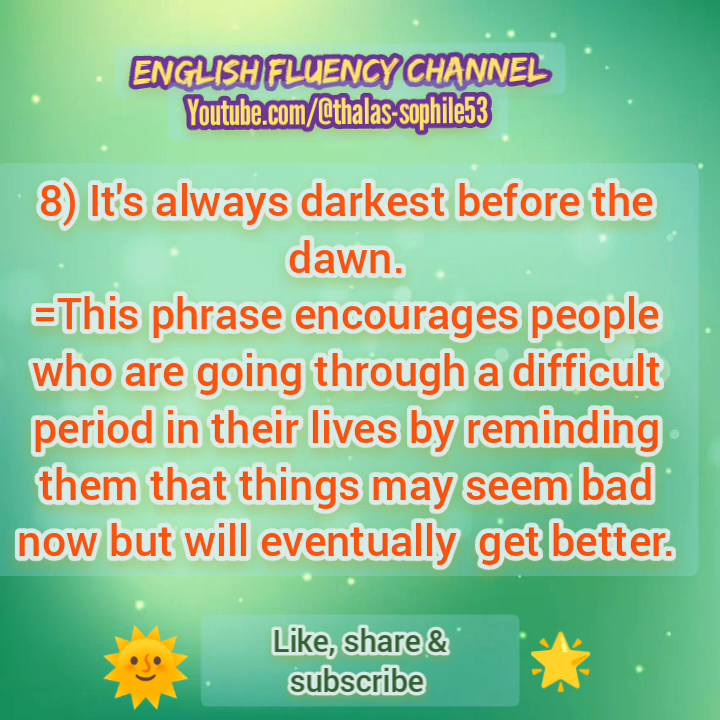 ENGLISH FLUENCY CHANNEL
Youtube.com/@thalas-sophile53
8) It's always darkest before the
dawn.
=This phrase encourages people
who are going through a difficult
period in their lives by reminding
them that things may seem bad
now but will eventually  get better.
Like, share &
subscribe